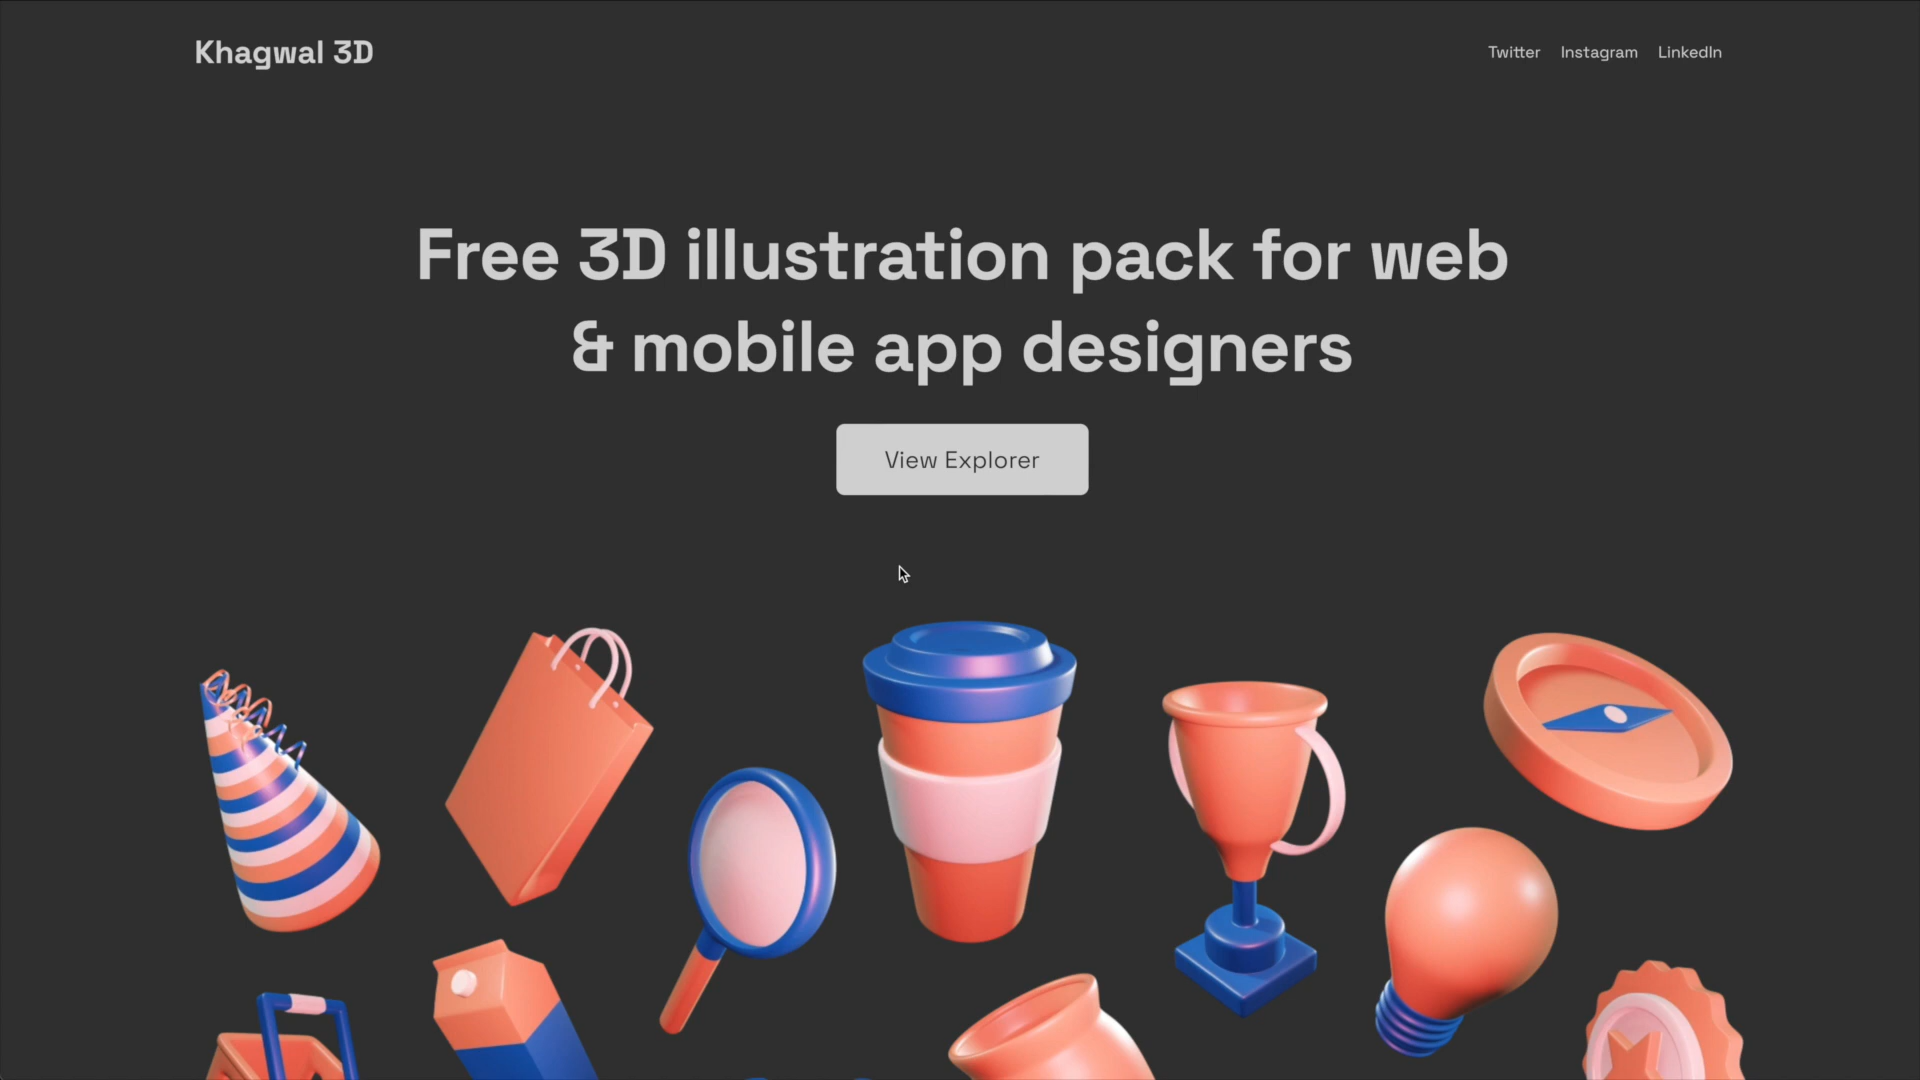 Khagwal 3D
Twitter Instagram LinkedIn
Free 3D illustration pack for web
& mobile app designers
View Explorer